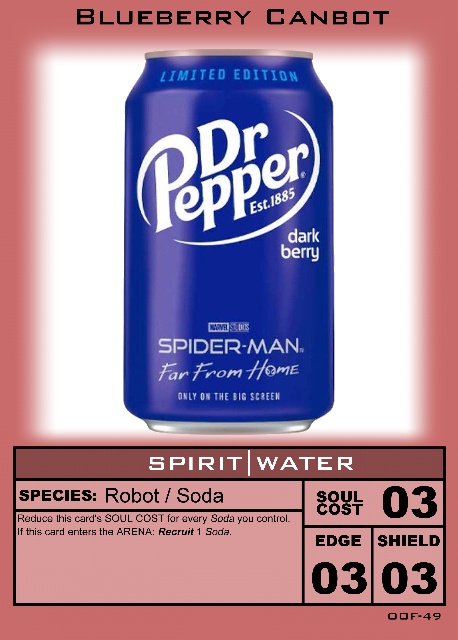 Blueberry Canbot
LIMITED EDITION
Dr
Pepper®
Est.1885
dark
berry
MARVEL STUDIOS
SPIDER-MAN
Far From Home
ONLY ON THE BIG SCREEN
SPIRIT|WATER
SPECIES: Robot / Soda
Reduce this card's SOUL COST for every Soda you control.
If this card enters the ARENA: Recruit 1 Soda.
SOUL
COST 03
EDGE SHIELD
03 03
OOF-49